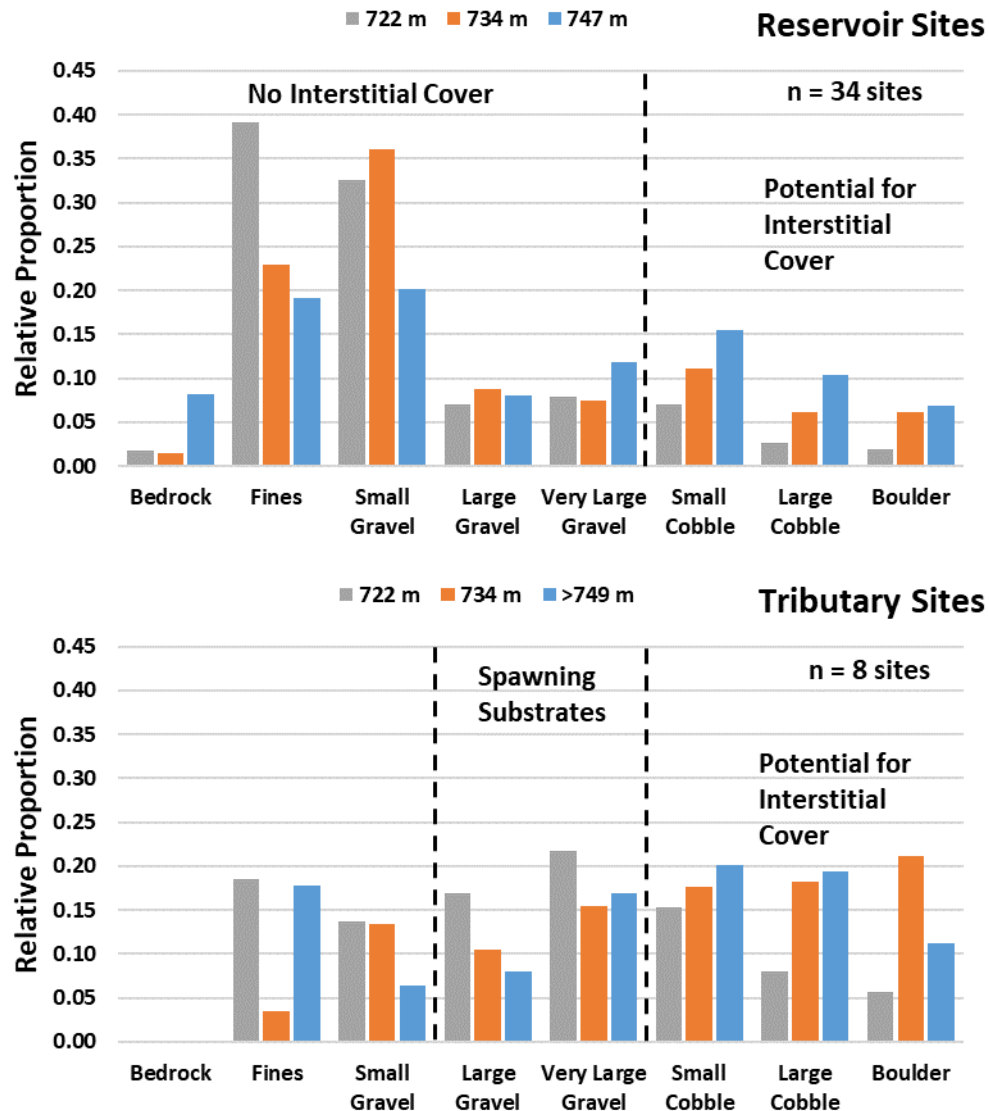 722 m 734 m 747 m
Reservoir Sites
0.45
0.40
0.35
0.30
0.25
0.20
0.15
0.10
0.05
0.00
Relative Proportion
No Interstitial Cover
n = 34 sites
Potential for
Interstitial
Cover
Bedrock Fines Small Large Very Large Small Large Boulder
Gravel Gravel Gravel Cobble Cobble
722 m 734 m >749 m
Tributary Sites
0.45
0.40
0.35
0.30
0.25
0.20
0.15
0.10
0.05
0.00
Relative Proportion
Spawning
Substrates
n = 8 sites
Potential for
Interstitial
Cover
Bedrock Fines Small Large Very Large Small Large Boulder
Gravel Gravel Gravel Cobble Cobble